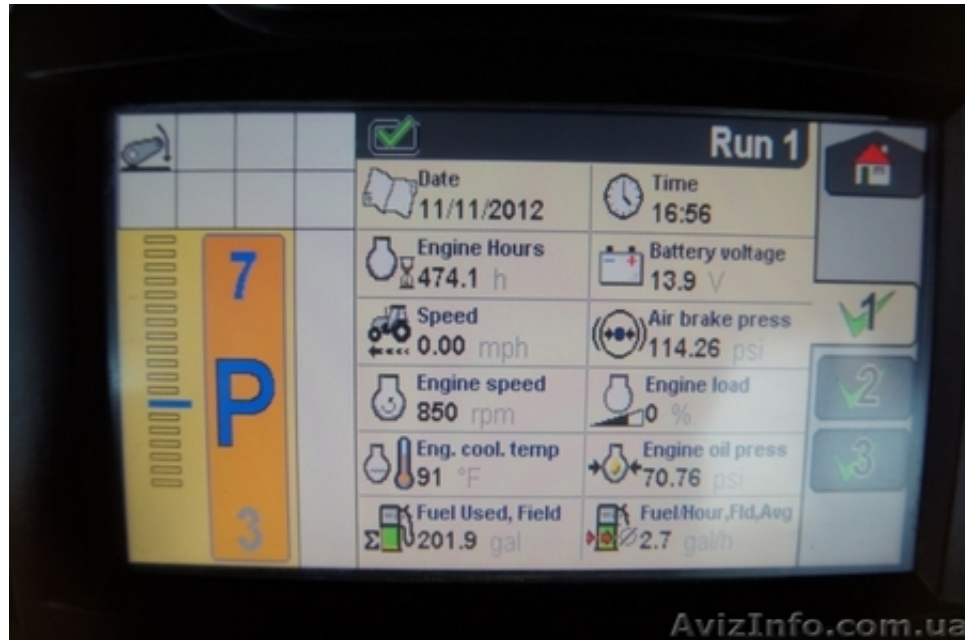 Run 1
Date
11/11/2012
Time
16:56
7
Engine Hours
474.1 h
Battery voltage
13.9 V
Speed
0.00 mph
Air brake press
114.26 psi
1
P
Engine speed
850 rpm
Engine load
0 %
2
Eng. cool. temp
91 °F
Engine oil press
70.76 psi
3
3
Fuel Used, Field
201.9 gal
Fuel/Hour,Fld,Avg
2.7 gal/h
AvizInfo.com.ua